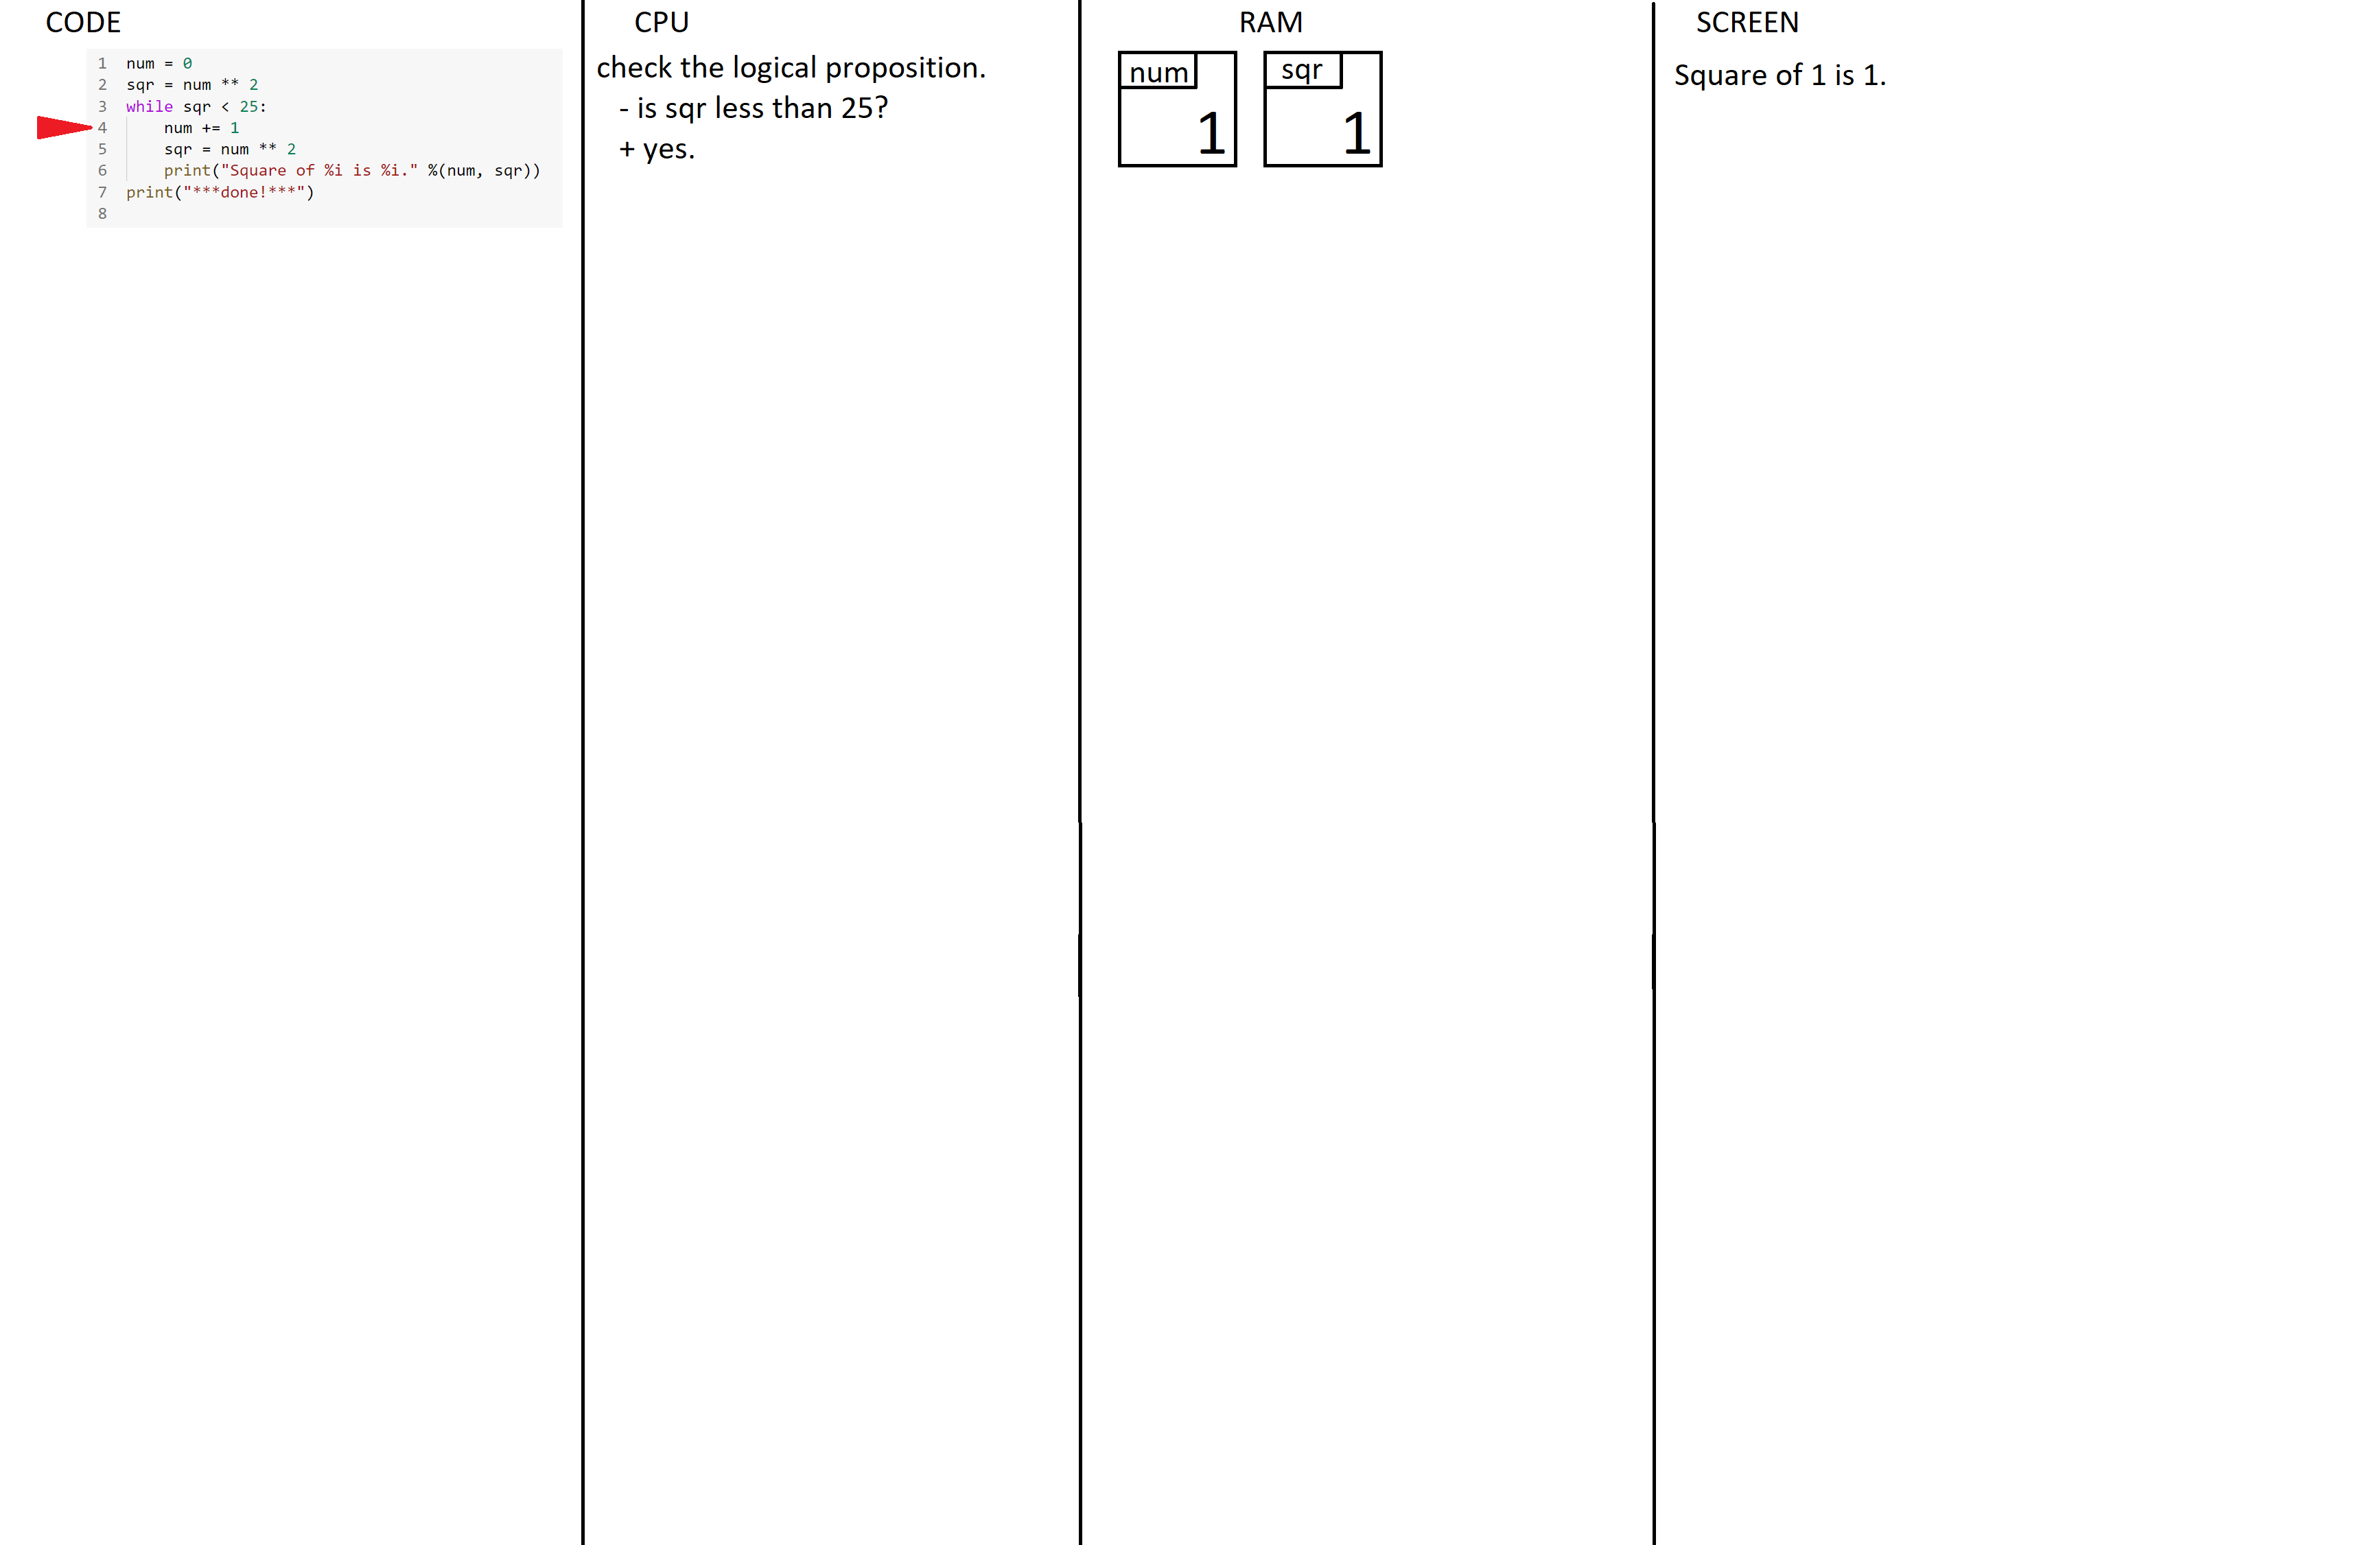 CODE
1 num = 0
2 sqr = num ** 2
3 while sqr < 25:
4     num += 1
5     sqr = num ** 2
6     print("Square of %i is %i." %(num, sqr))
7 print("***done!***")
8
CPU
check the logical proposition.
- is sqr less than 25?
+ yes.
RAM
num
1
sqr
1
SCREEN
Square of 1 is 1.